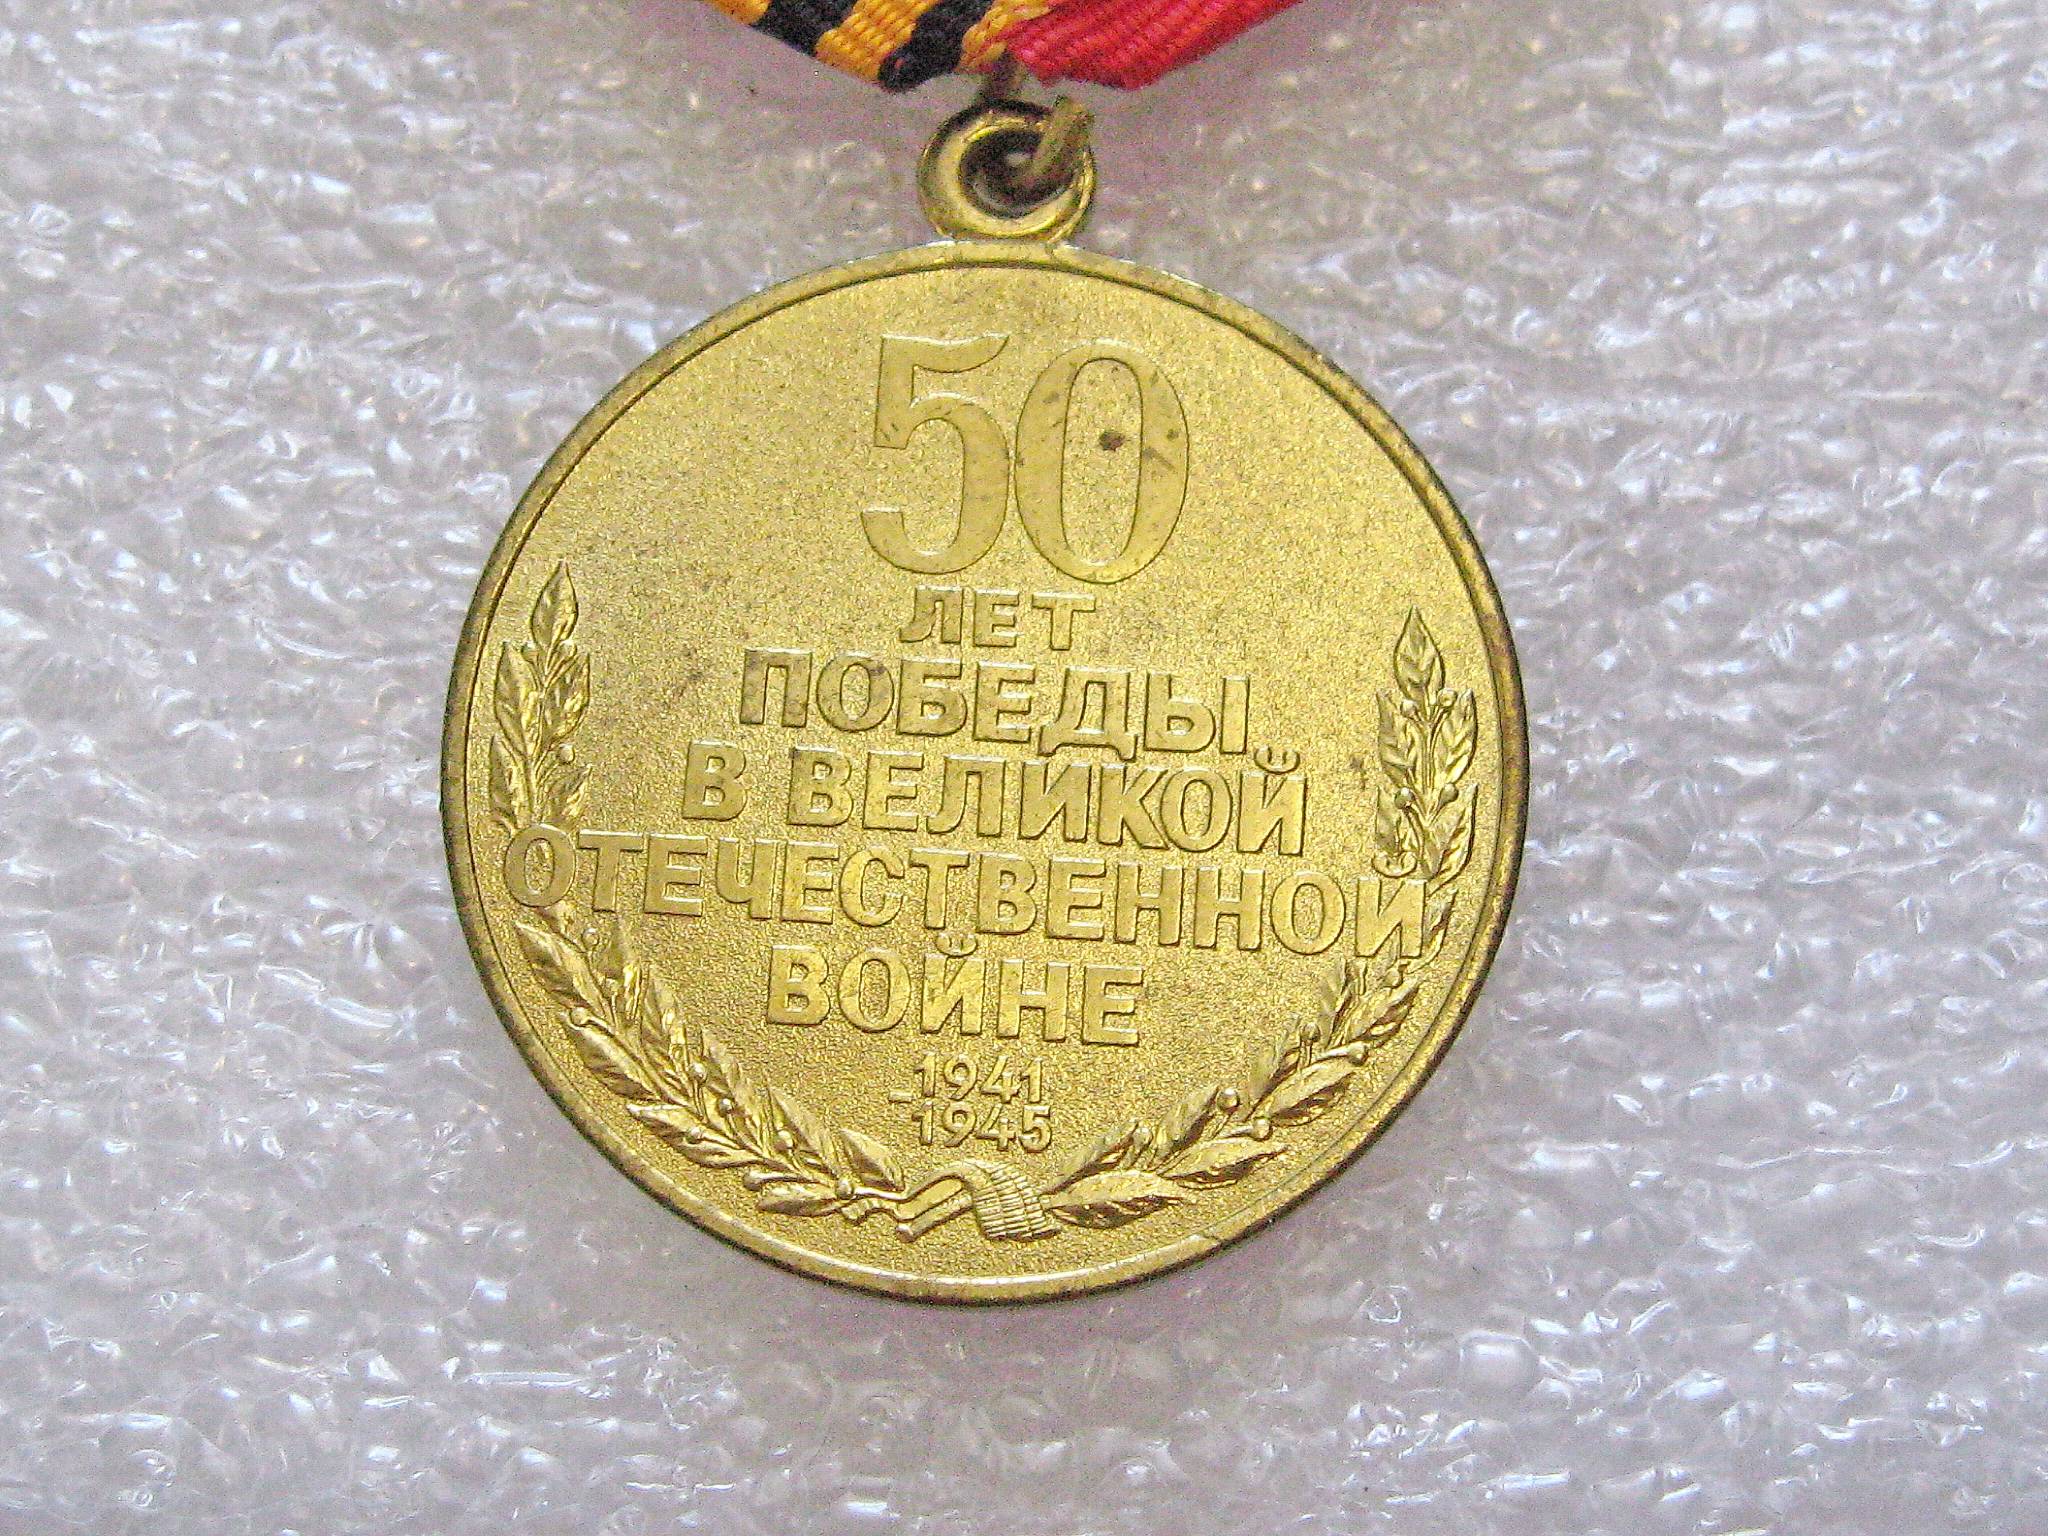 50
ЛЕТ
ПОБЕДЫ
В ВЕЛИКОЙ
ОТЕЧЕСТВЕННОЙ
ВОЙНЕ
1941
-1945